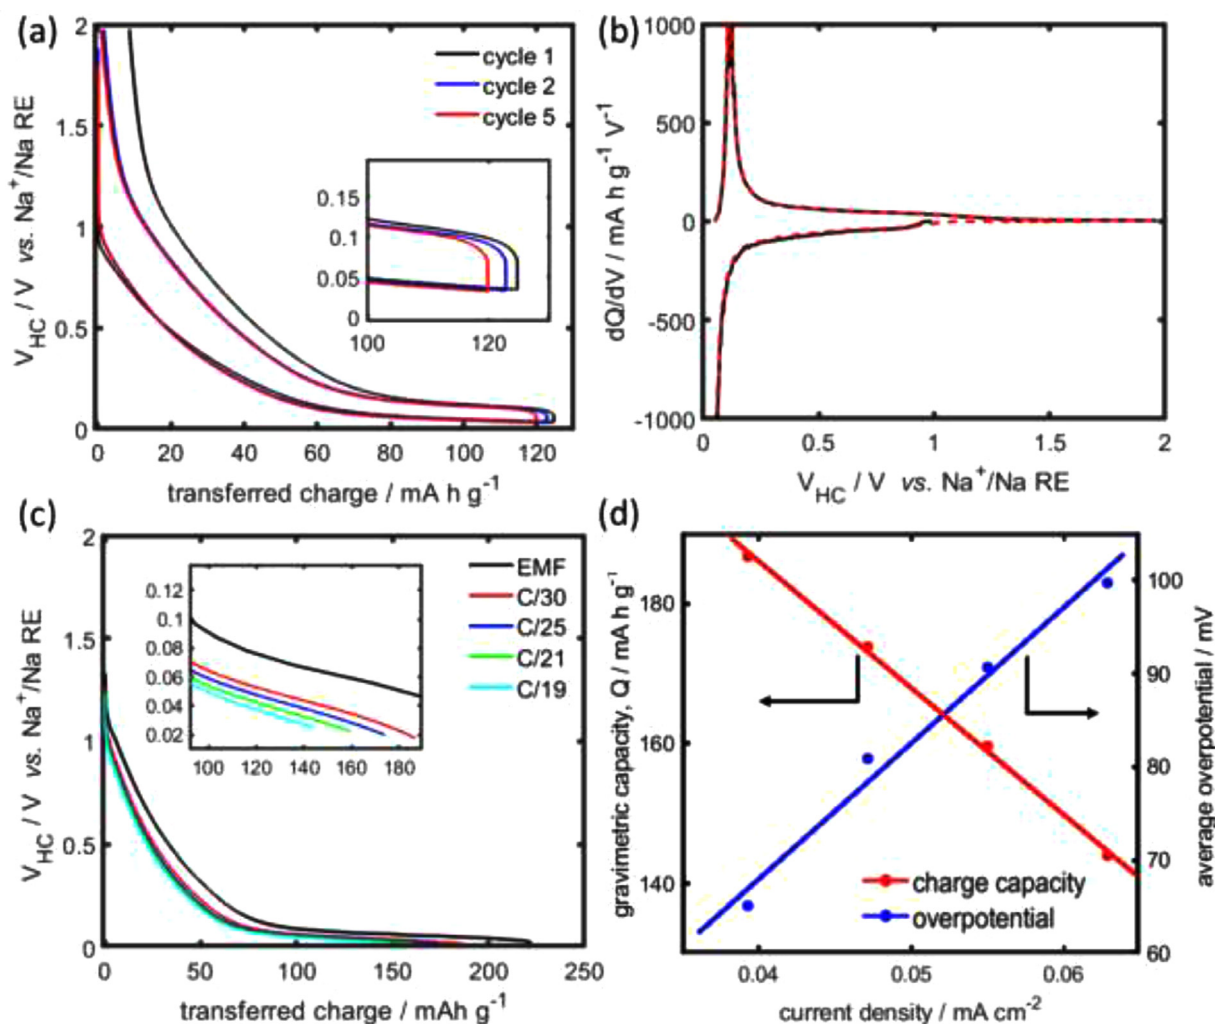 (a)
2
1.5
1
0.5
0
V_HC / V vs. Na⁺/Na RE
cycle 1
cycle 2
cycle 5
0.15
0.1
0.05
0
100 120
0 20 40 60 80 100 120
transferred charge / mA h g⁻¹
(b)
1000
500
0
-500
-1000
dQ/dV / mA h g⁻¹ V⁻¹
0 0.5 1 1.5 2
V_HC / V vs. Na⁺/Na RE
(c)
2
1.5
1
0.5
0
V_HC / V vs. Na⁺/Na RE
EMF
C/30
C/25
C/21
C/19
0.12
0.1
0.08
0.06
0.04
0.02
100 120 140 160 180
0 50 100 150 200 250
transferred charge / mAh g⁻¹
(d)
180
160
140
gravimetric capacity, Q / mA h g⁻¹
100
90
80
70
60
average overpotential / mV
charge capacity
overpotential
0.04 0.05 0.06
current density / mA cm⁻²